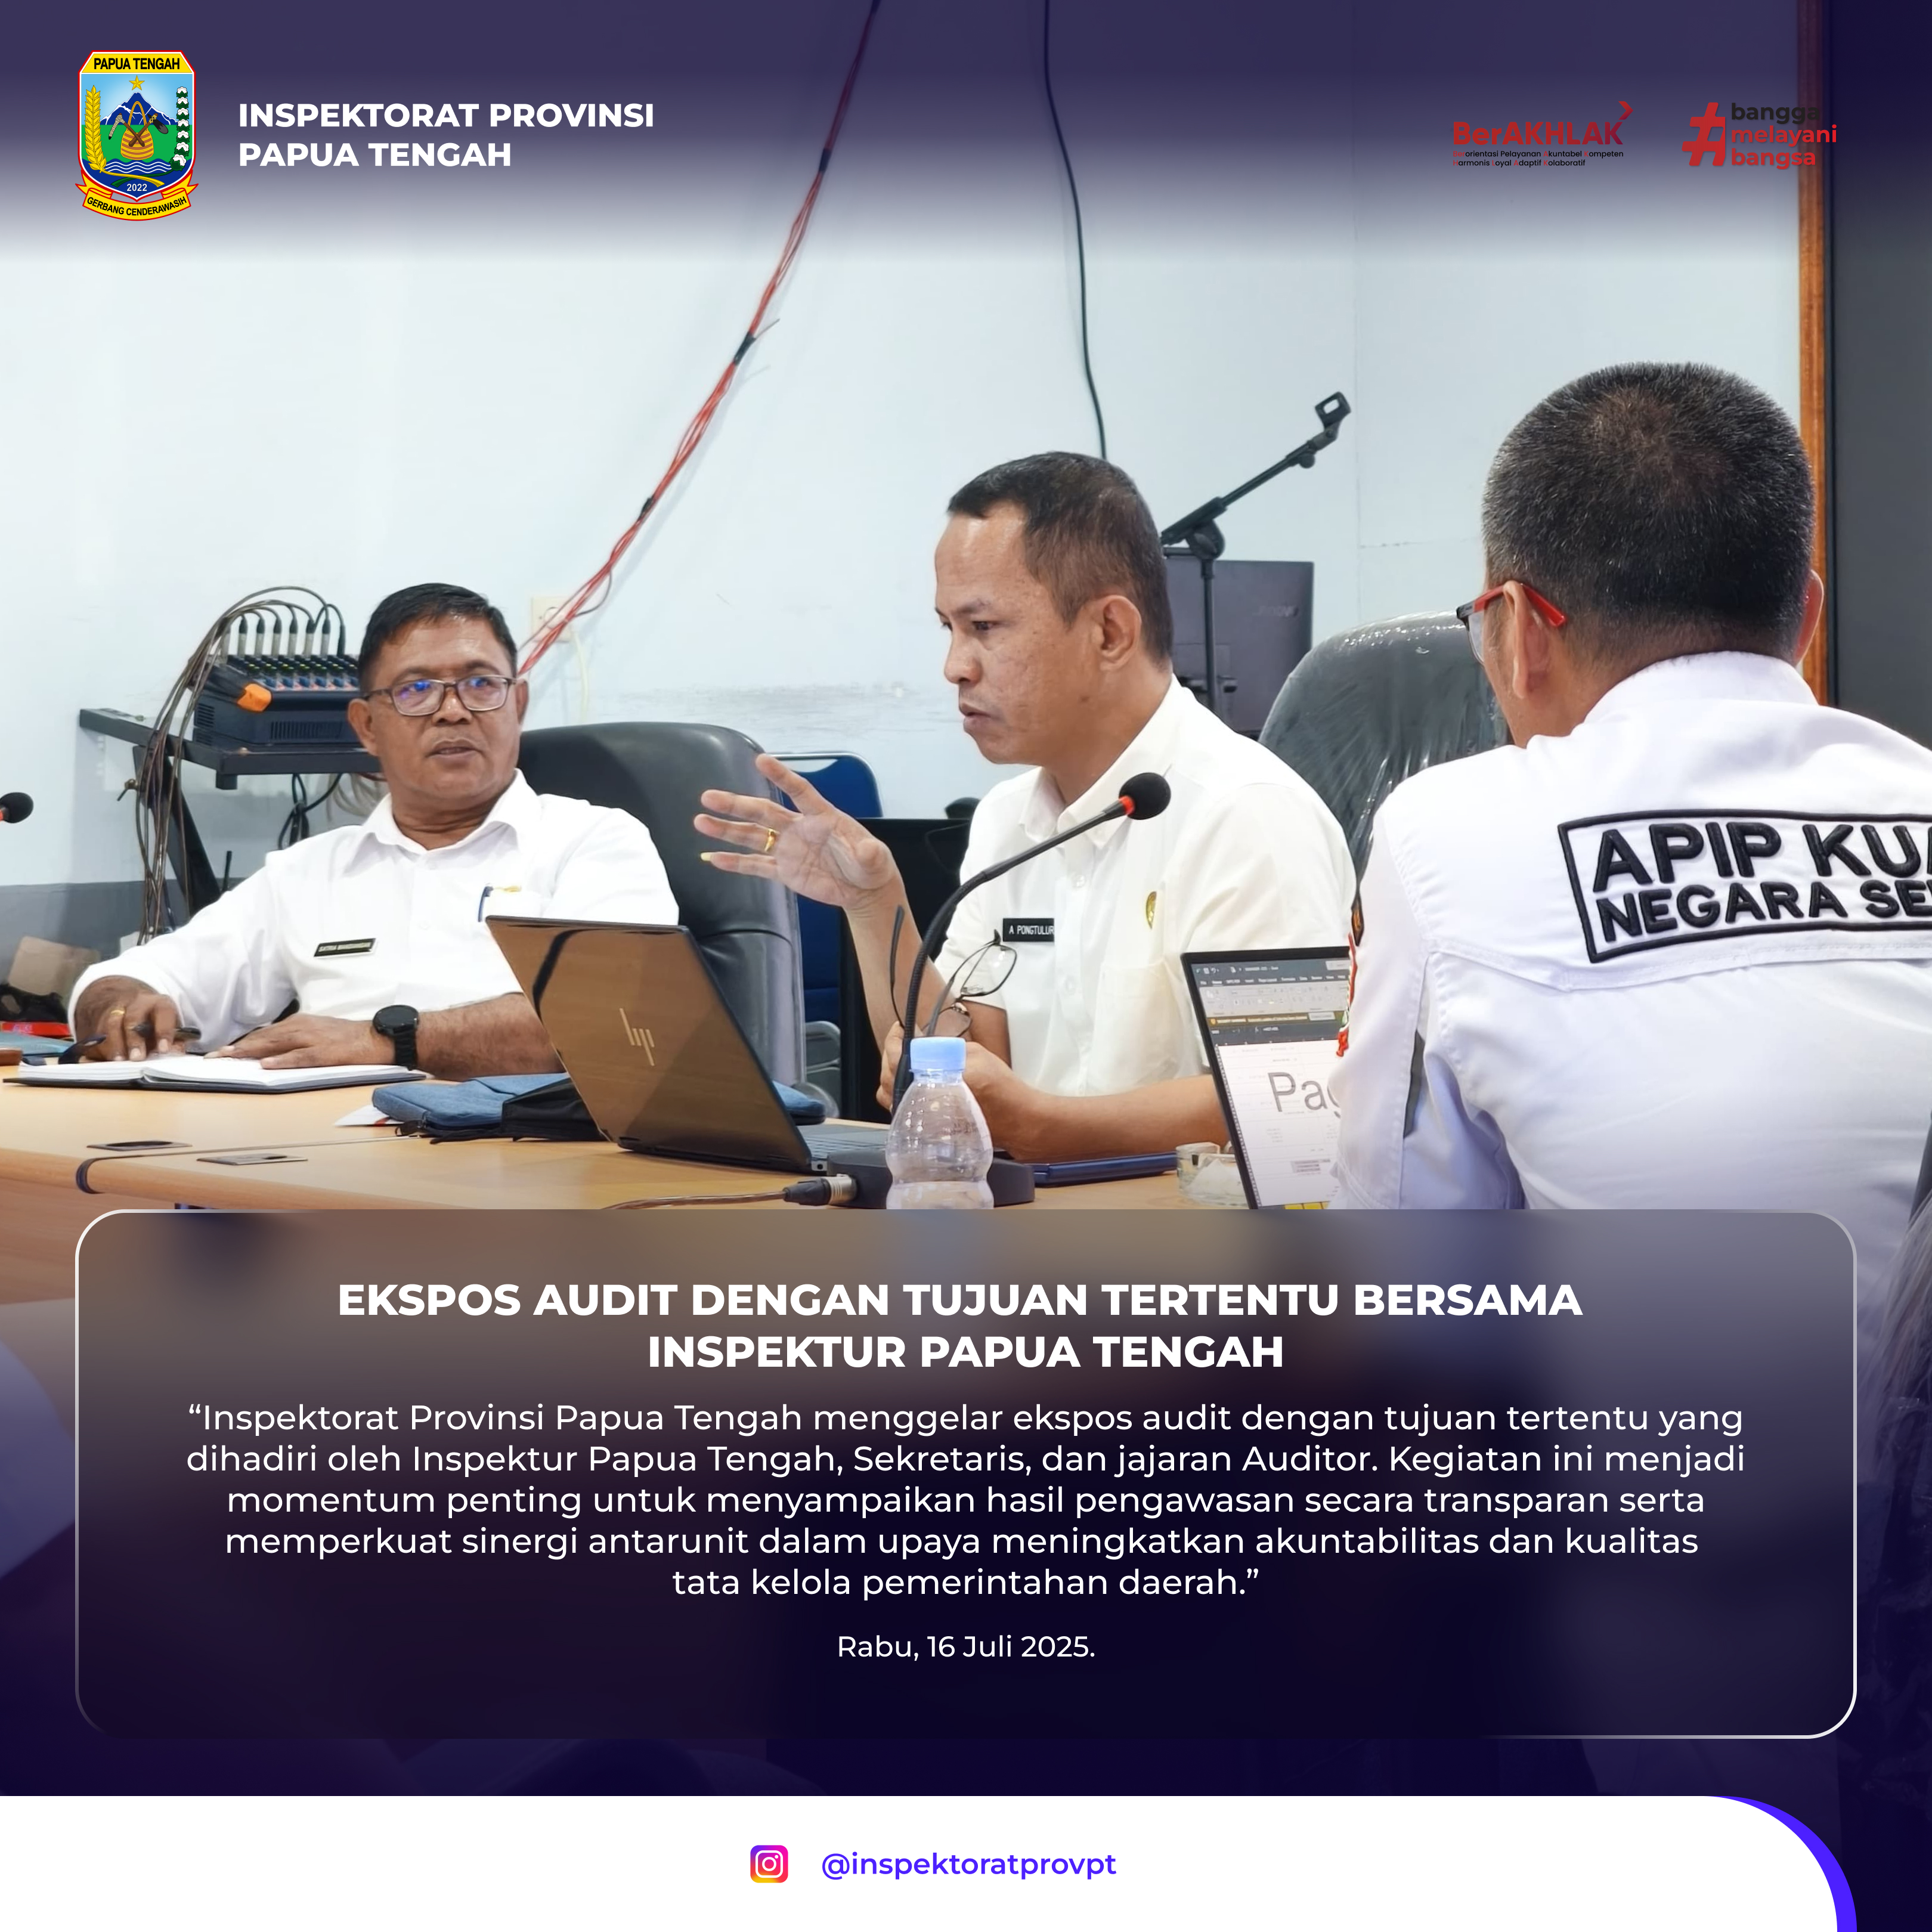 PAPUA TENGAH
2022
GERBANG CENDERAWASIH
INSPEKTORAT PROVINSI
PAPUA TENGAH
BerAKHLAK
Berorientasi Pelayanan Akuntabel Kompeten
Harmonis Loyal Adaptif Kolaboratif
#bangga
melayani
bangsa
A PONGTULUR
hp
Pag
APIP KUA
NEGARA SE
EKSPOS AUDIT DENGAN TUJUAN TERTENTU BERSAMA
INSPEKTUR PAPUA TENGAH
“Inspektorat Provinsi Papua Tengah menggelar ekspos audit dengan tujuan tertentu yang
dihadiri oleh Inspektur Papua Tengah, Sekretaris, dan jajaran Auditor. Kegiatan ini menjadi
momentum penting untuk menyampaikan hasil pengawasan secara transparan serta
memperkuat sinergi antarunit dalam upaya meningkatkan akuntabilitas dan kualitas
tata kelola pemerintahan daerah.”
Rabu, 16 Juli 2025.
@inspektoratprovpt